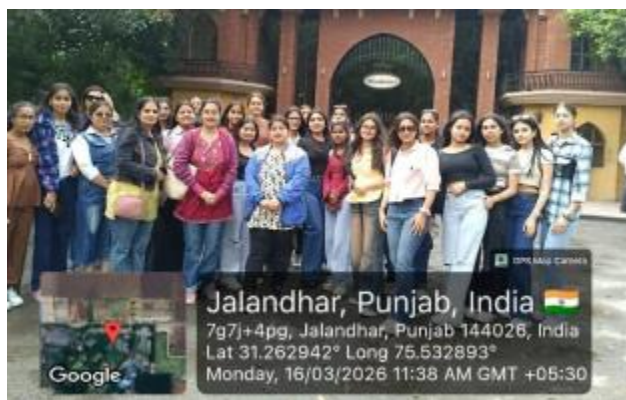 GPS Map Camera
Jalandhar, Punjab, India
7g7j+4pg, Jalandhar, Punjab 144026, India
Lat 31.262942° Long 75.532893°
Monday, 16/03/2026 11:38 AM GMT +05:30
Google